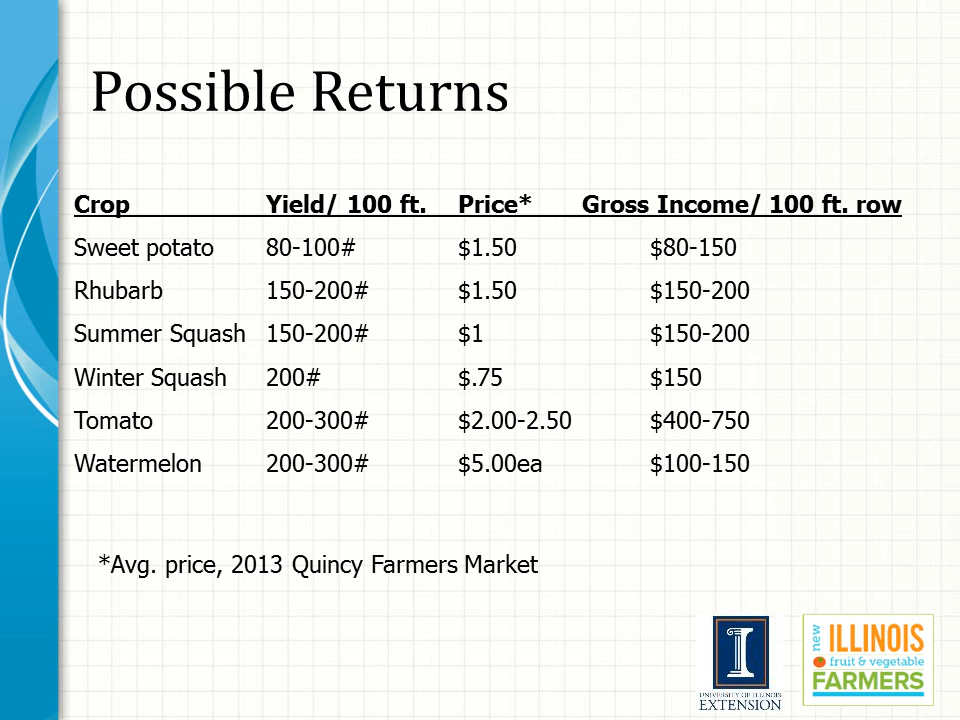 Possible Returns
Crop Yield/ 100 ft. Price* Gross Income/ 100 ft. row
Sweet potato 80-100# $1.50 $80-150
Rhubarb 150-200# $1.50 $150-200
Summer Squash 150-200# $1 $150-200
Winter Squash 200# $.75 $150
Tomato 200-300# $2.00-2.50 $400-750
Watermelon 200-300# $5.00ea $100-150
*Avg. price, 2013 Quincy Farmers Market
I
UNIVERSITY OF ILLINOIS
EXTENSION
new
ILLINOIS
fruit & vegetable
FARMERS